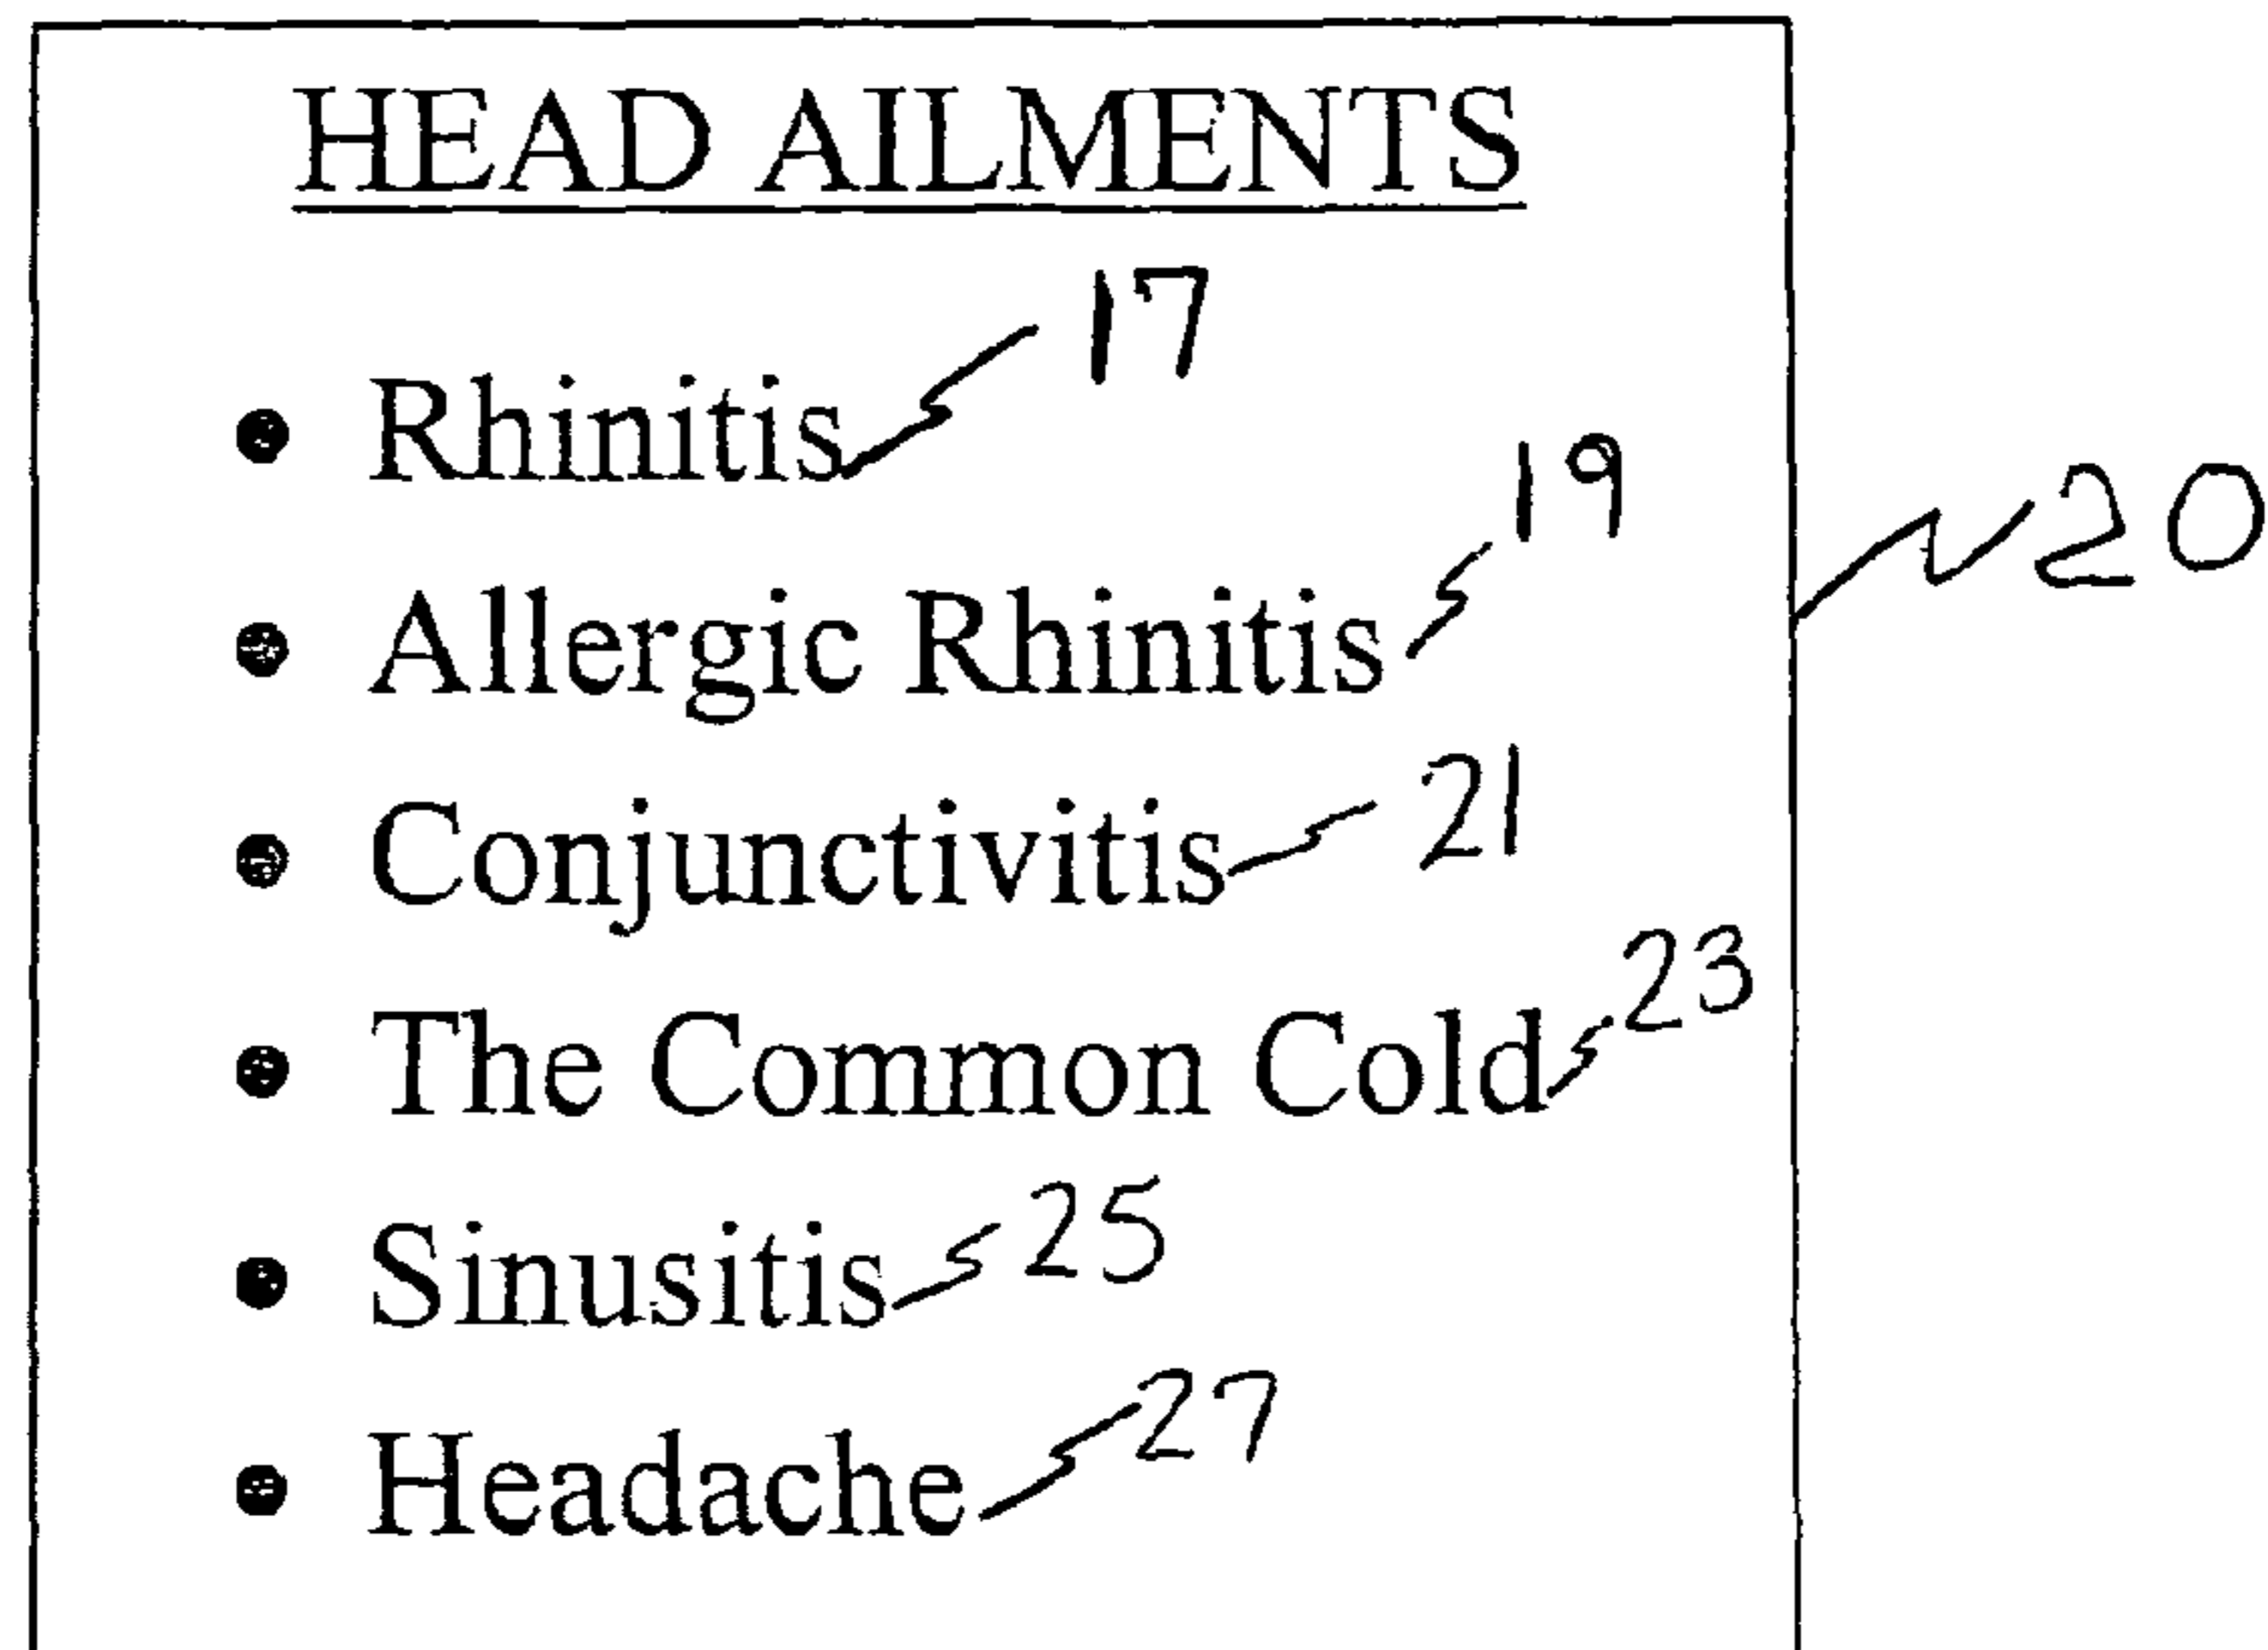 HEAD AILMENTS
• Rhinitis 17
• Allergic Rhinitis 19
20
• Conjunctivitis 21
• The Common Cold 23
• Sinusitis 25
• Headache 27